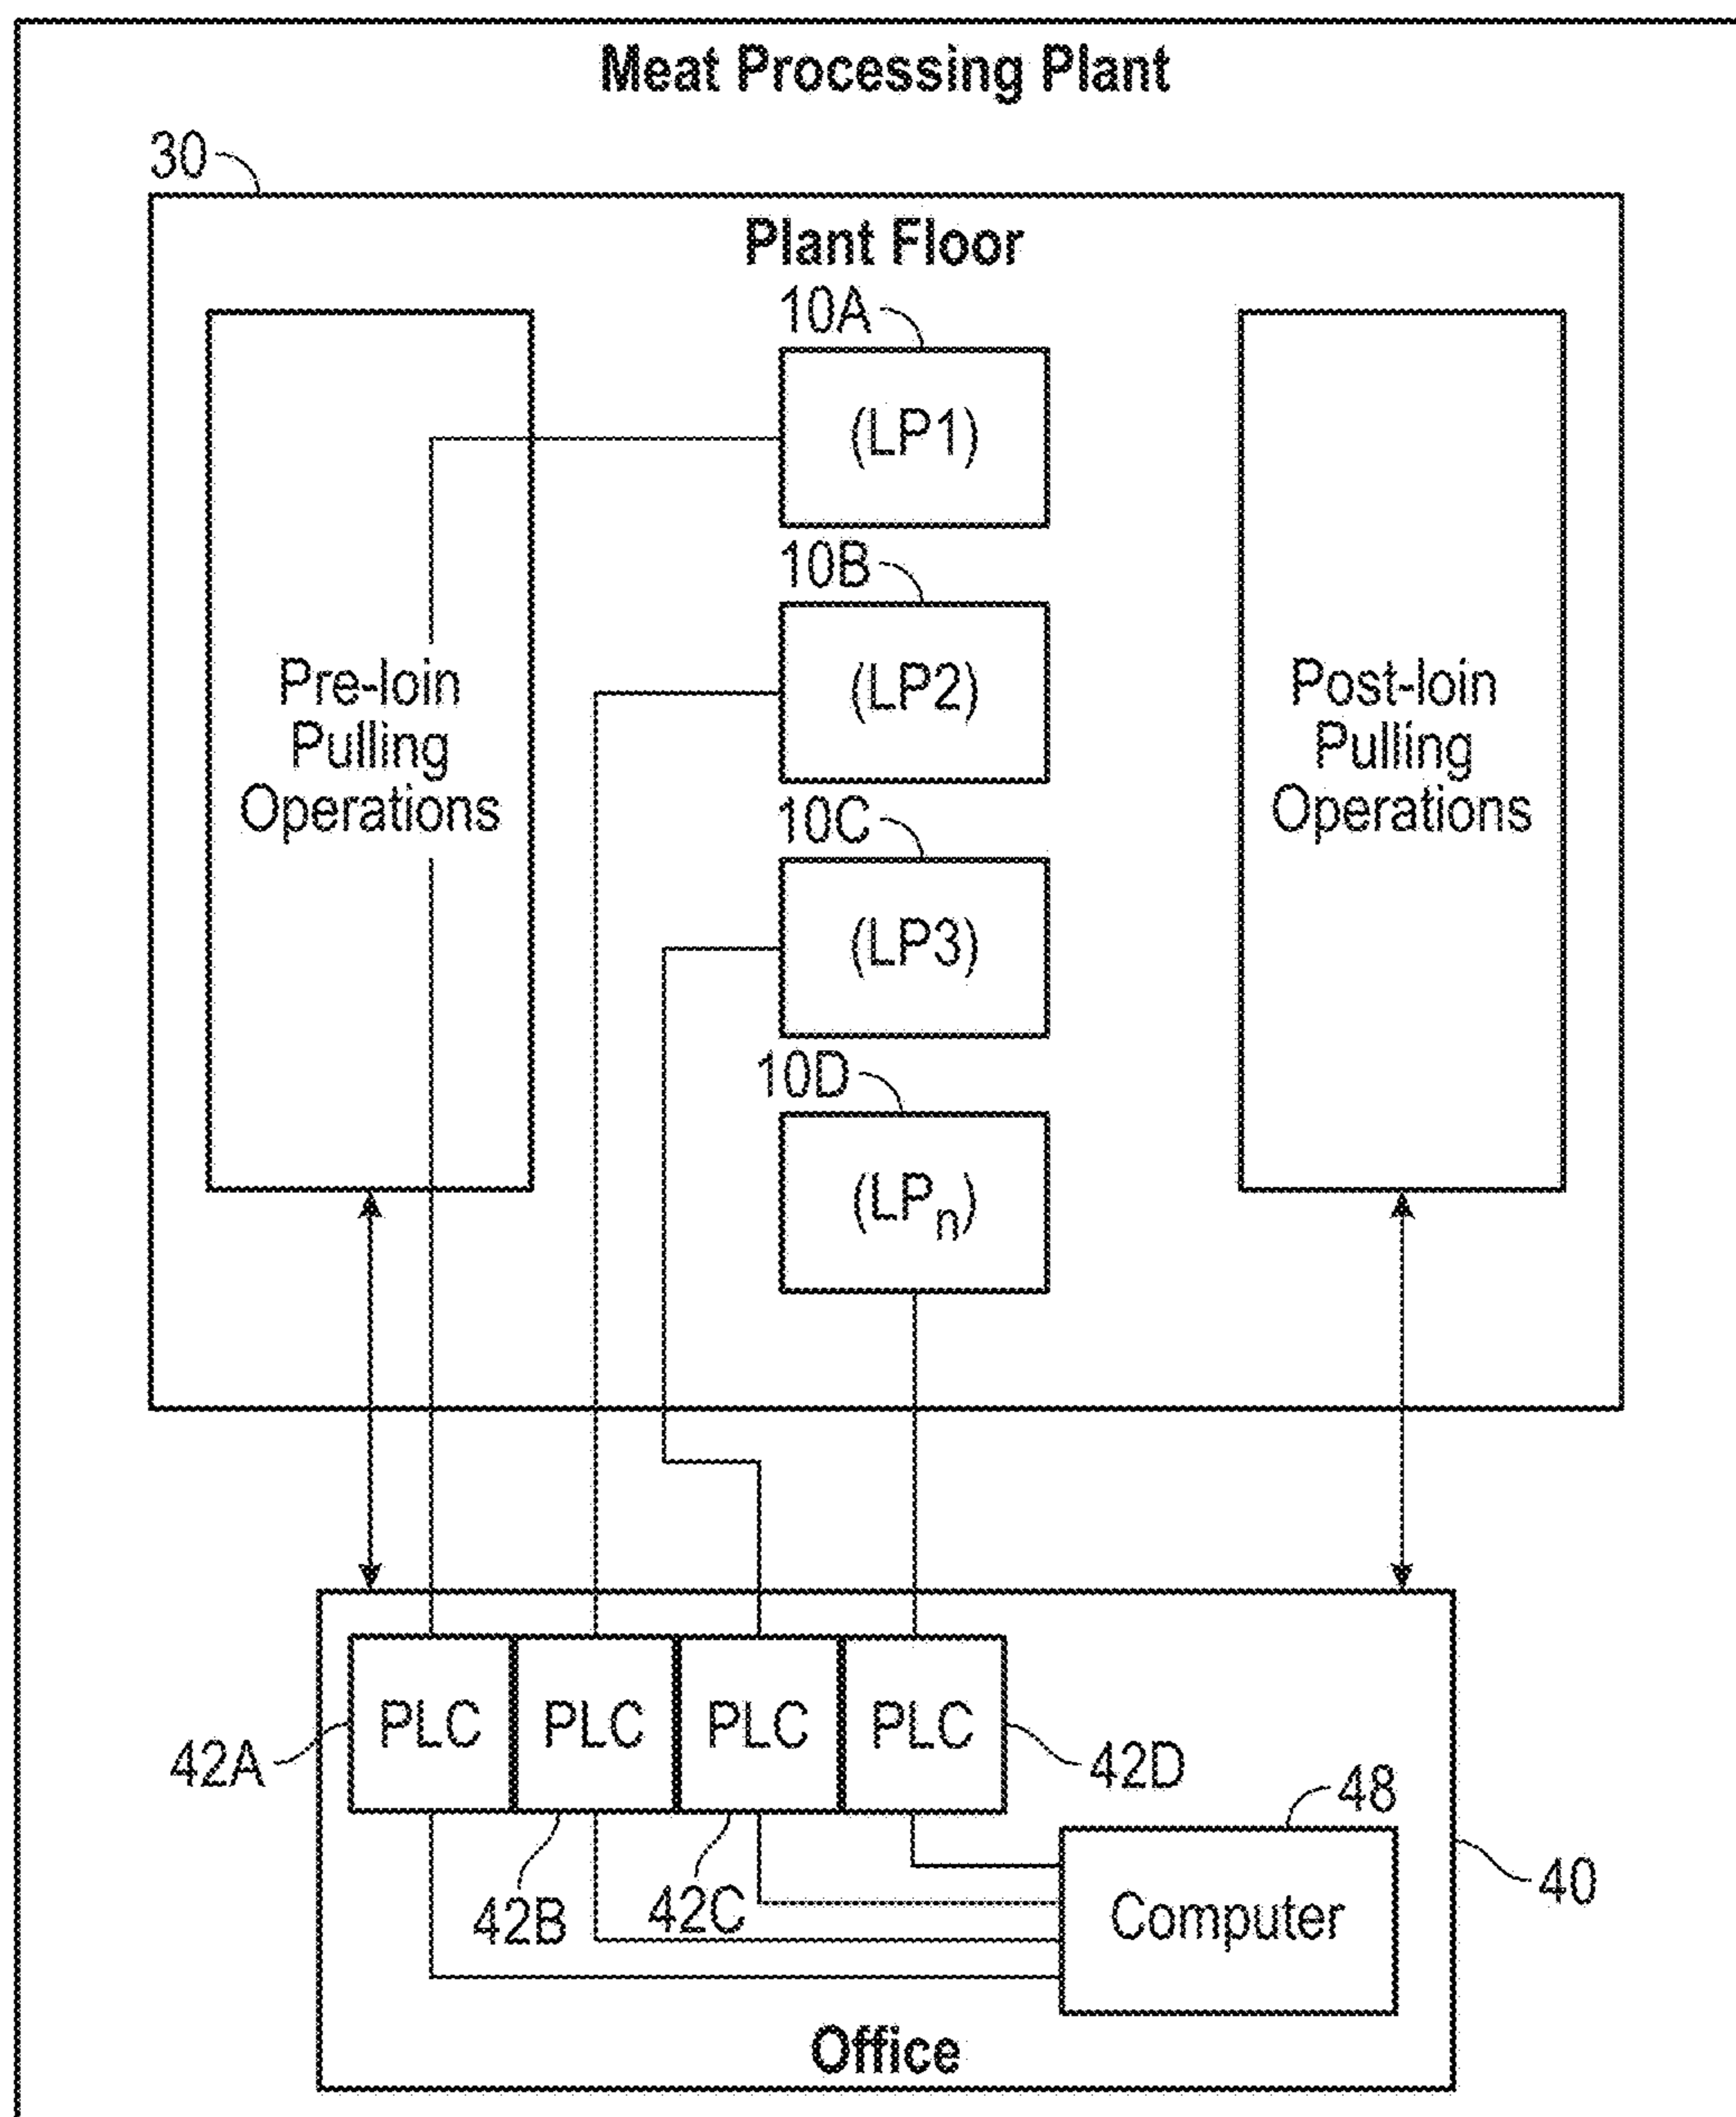 Meat Processing Plant
30
Plant Floor
10A
(LP1)
10B
(LP2)
Pre-loin
Pulling
Operations
Post-loin
Pulling
Operations
10C
(LP3)
10D
(LPn)
PLC PLC PLC PLC
42A
42D
48
42B
42C
40
Computer
Office